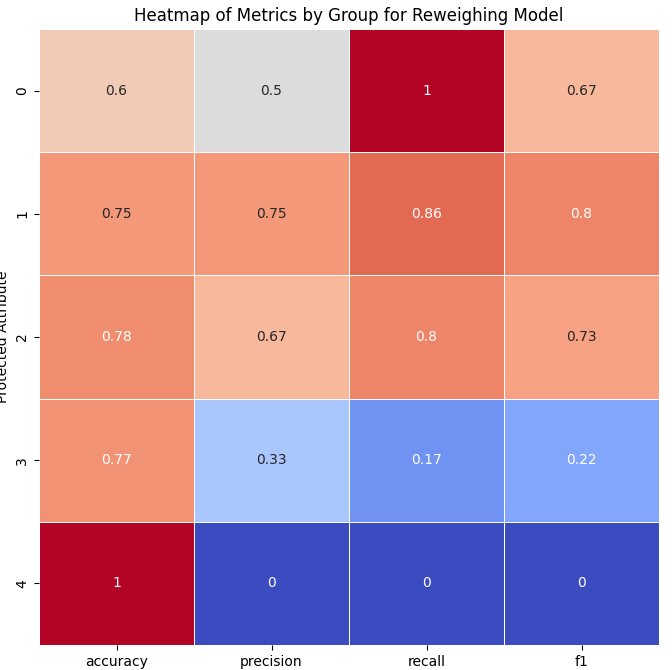 Heatmap of Metrics by Group for Reweighing Model
0 0.6 0.5 1 0.67
1 0.75 0.75 0.86 0.8
2 0.78 0.67 0.8 0.73
3 0.77 0.33 0.17 0.22
4 1 0 0 0
accuracy precision recall f1
Protected Attribute